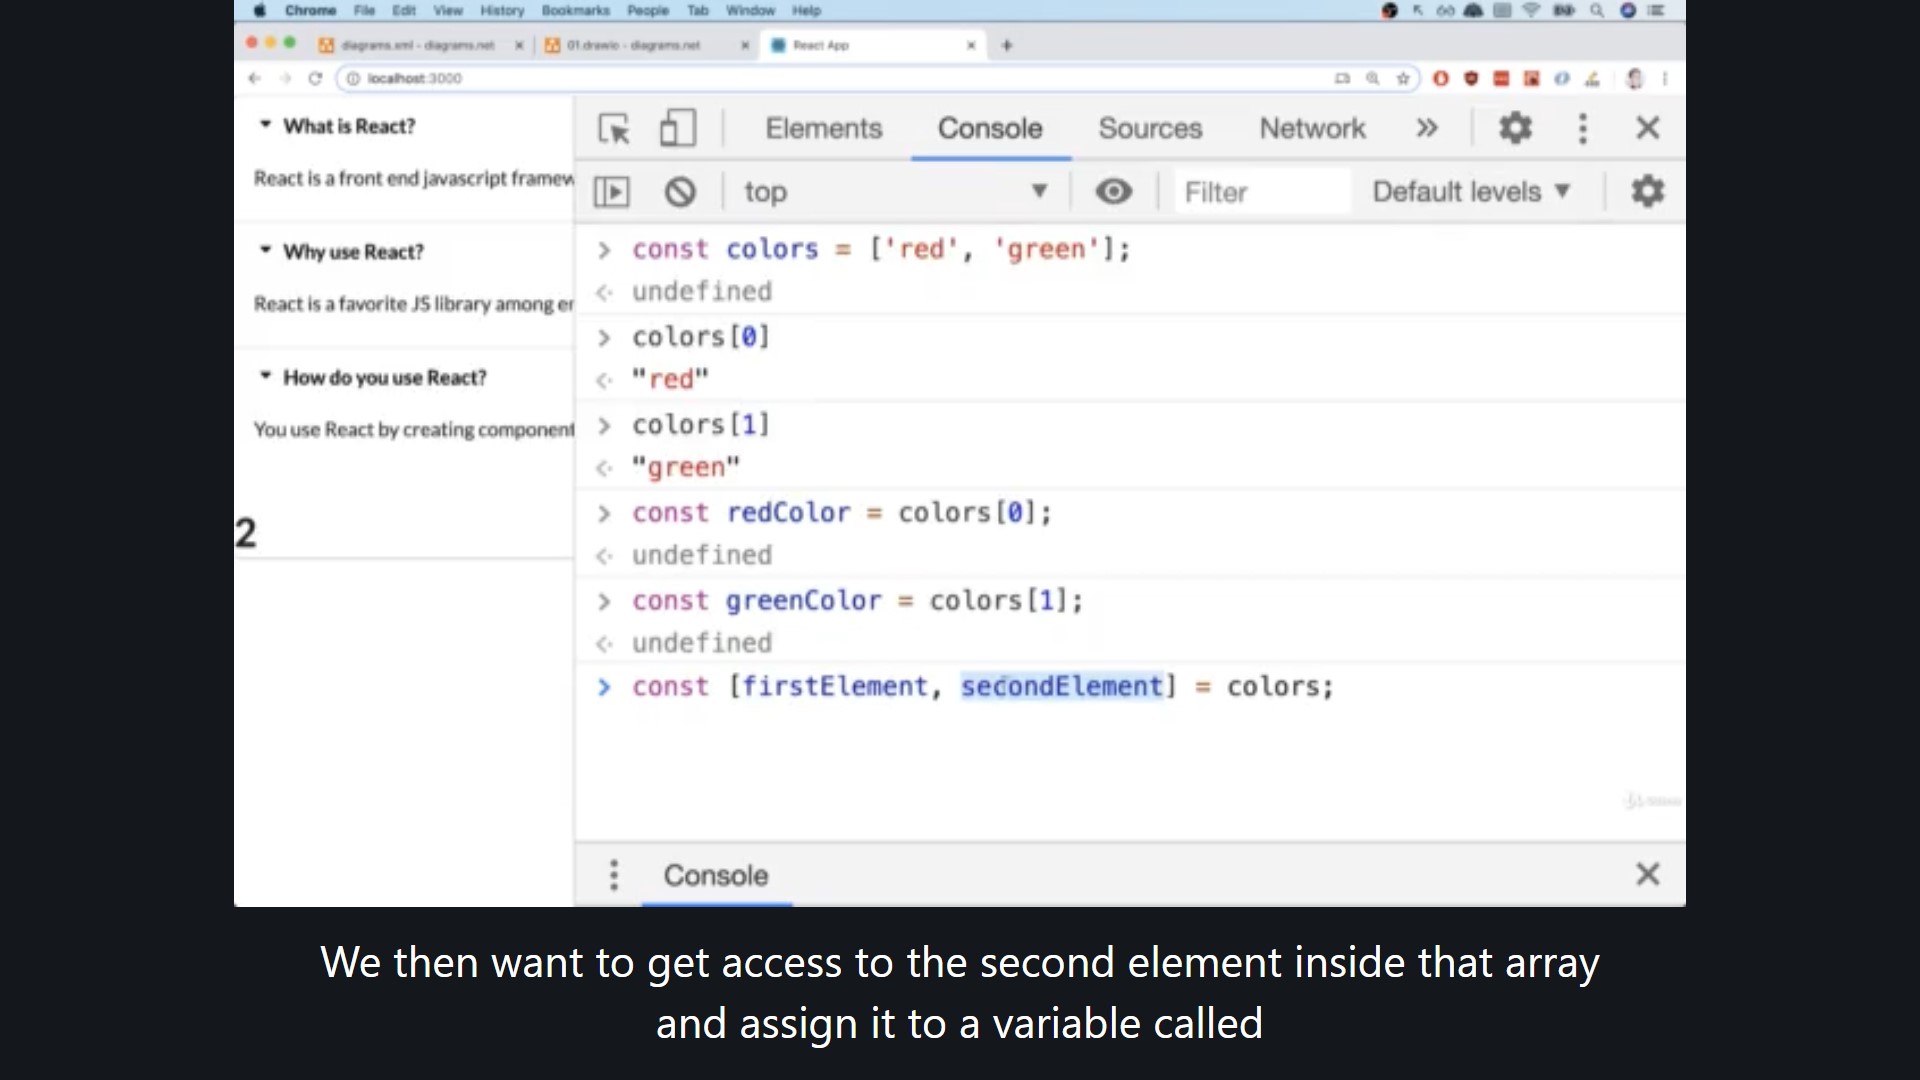 Chrome File Edit View History Bookmarks People Tab Window Help
diagrams.xml - diagrams.net
01.drawio - diagrams.net
React App
localhost:3000
What is React?
React is a front end javascript framew
Why use React?
React is a favorite JS library among en
How do you use React?
You use React by creating component
2
Elements Console Sources Network
top Filter Default levels
> const colors = ['red', 'green'];
undefined
> colors[0]
"red"
> colors[1]
"green"
> const redColor = colors[0];
undefined
> const greenColor = colors[1];
undefined
> const [firstElement, secondElement] = colors;
Console
We then want to get access to the second element inside that array
and assign it to a variable called